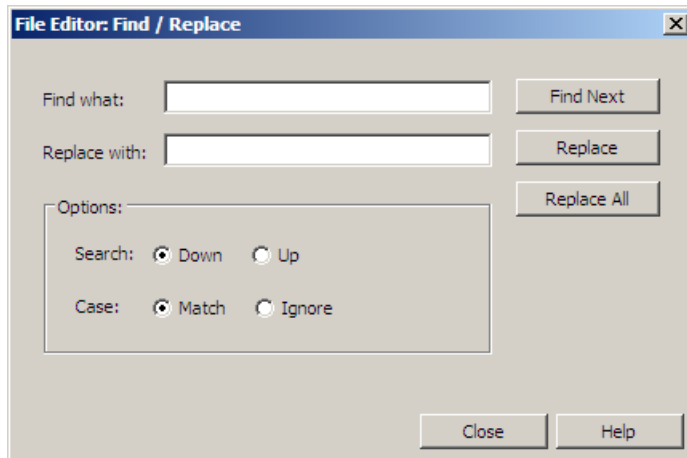 File Editor: Find / Replace
Find what:
Find Next
Replace with:
Replace
Replace All
Options:
Search: Down Up
Case: Match Ignore
Close Help